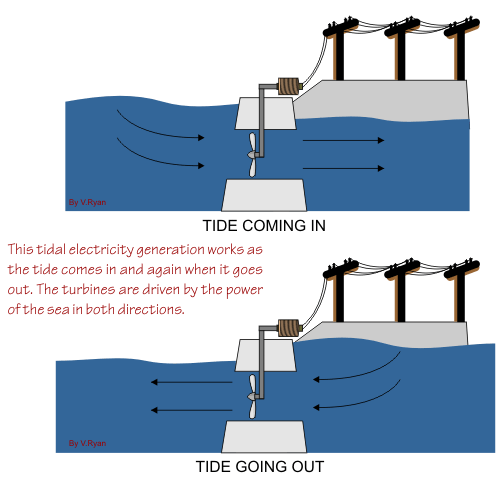 By V.Ryan
TIDE COMING IN
This tidal electricity generation works as
the tide comes in and again when it goes
out. The turbines are driven by the power
of the sea in both directions.
By V.Ryan
TIDE GOING OUT